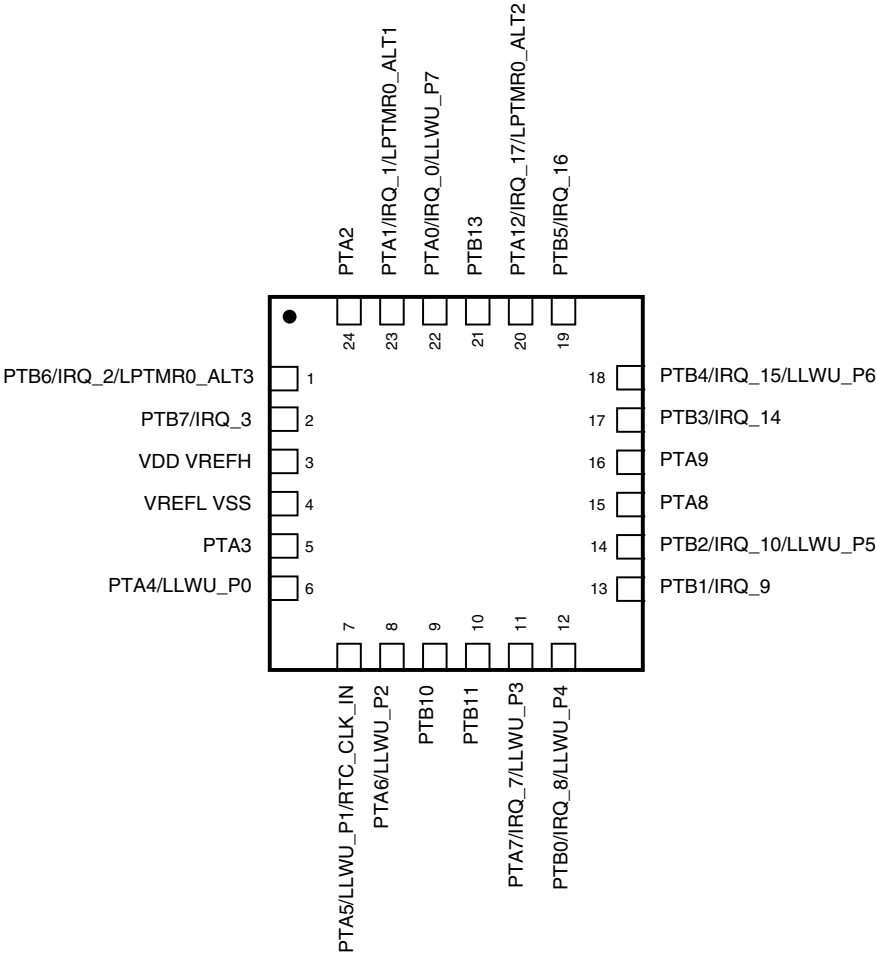 PTA2
PTA1/IRQ_1/LPTMR0_ALT1
PTA0/IRQ_0/LLWU_P7
PTB13
PTA12/IRQ_17/LPTMR0_ALT2
PTB5/IRQ_16
24
23
22
21
20
19
PTB6/IRQ_2/LPTMR0_ALT3
1
PTB7/IRQ_3
2
VDD VREFH
3
VREFL VSS
4
PTA3
5
PTA4/LLWU_P0
6
18
PTB4/IRQ_15/LLWU_P6
17
PTB3/IRQ_14
16
PTA9
15
PTA8
14
PTB2/IRQ_10/LLWU_P5
13
PTB1/IRQ_9
7
8
9
10
11
12
PTA5/LLWU_P1/RTC_CLK_IN
PTA6/LLWU_P2
PTB10
PTB11
PTA7/IRQ_7/LLWU_P3
PTB0/IRQ_8/LLWU_P4